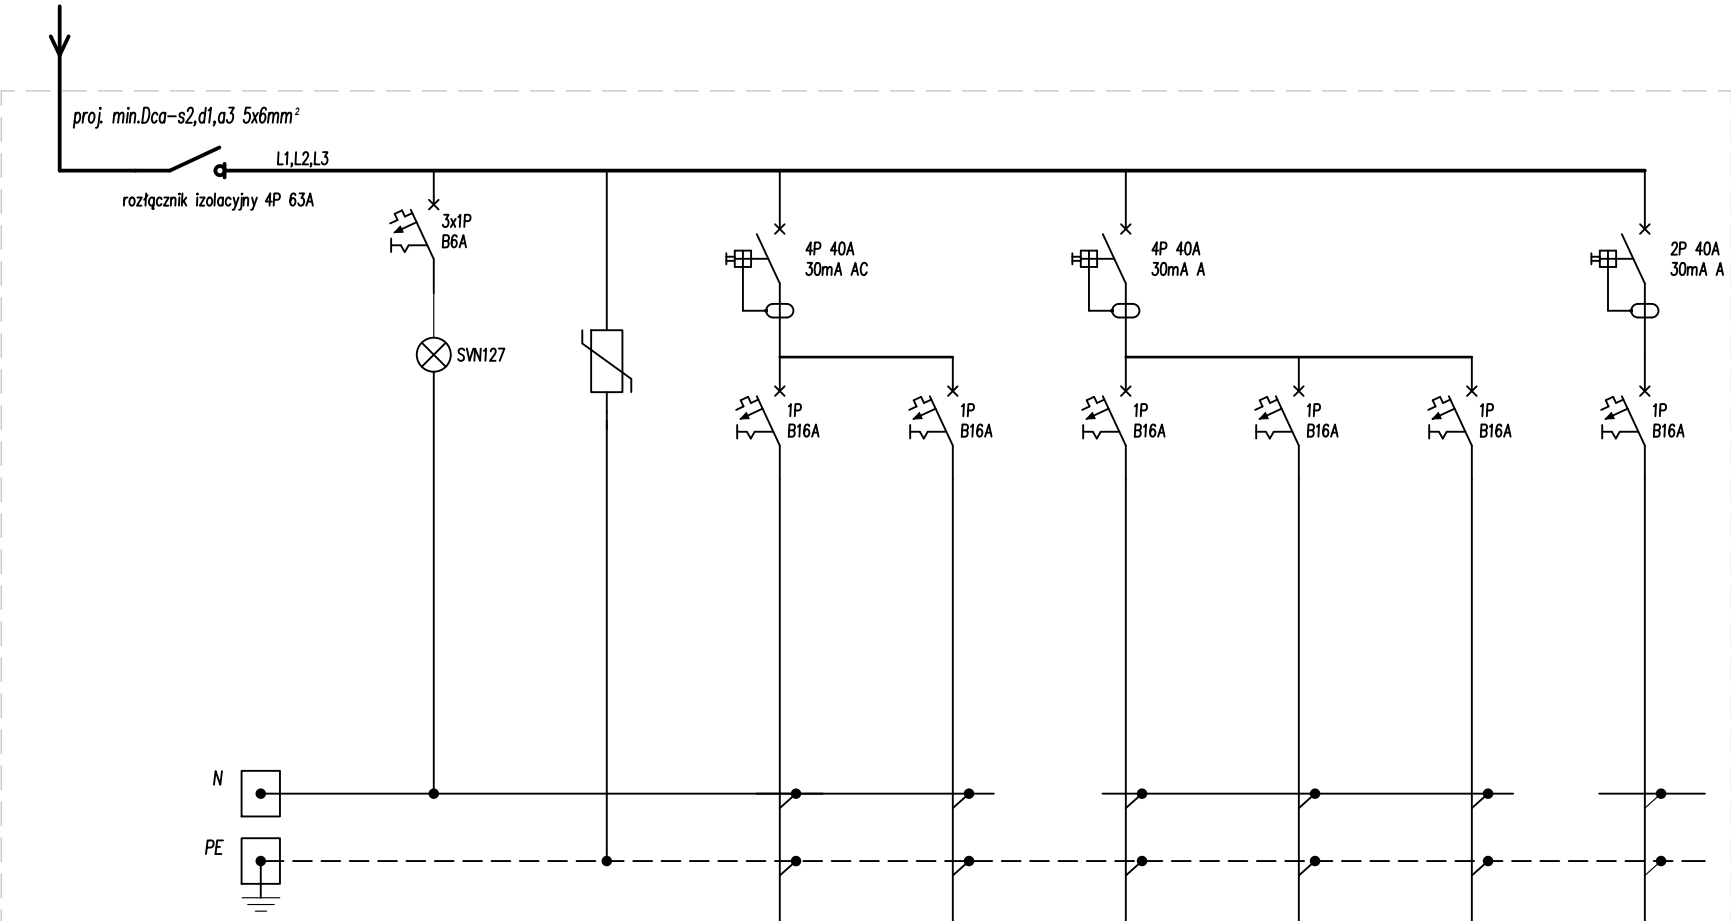 proj. min.Dca-s2,d1,a3 5x6mm²
L1,L2,L3
rozłącznik izolacyjny 4P 63A
3x1P
B6A
4P 40A
30mA AC
4P 40A
30mA A
2P 40A
30mA A
SVN127
1P
B16A
1P
B16A
1P
B16A
1P
B16A
1P
B16A
1P
B16A
N
PE